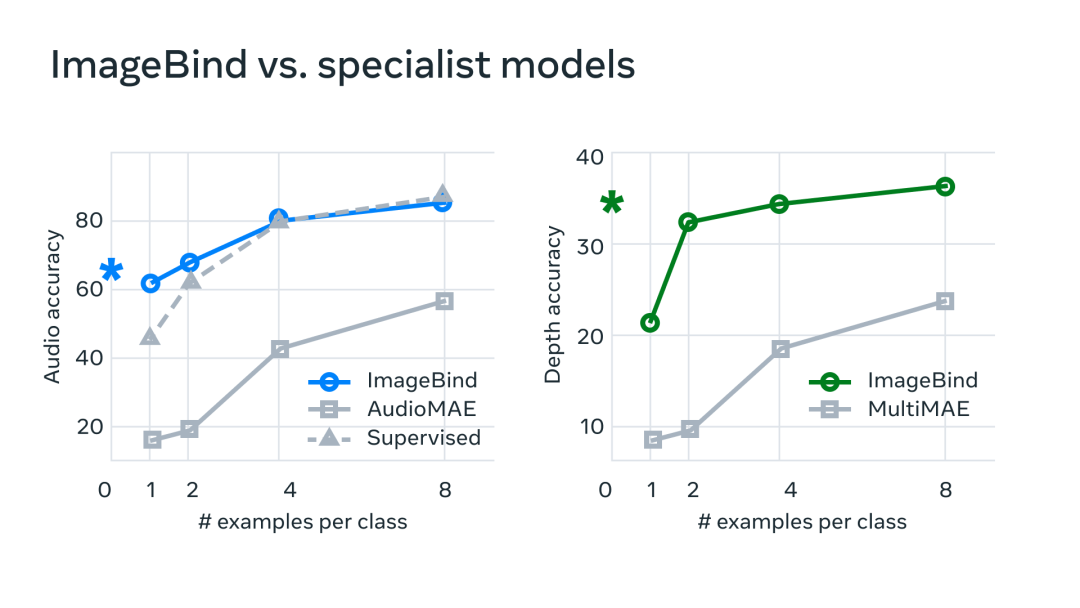 ImageBind vs. specialist models
Audio accuracy
80
60
40
20
0 1 2 4 8
# examples per class
ImageBind
AudioMAE
Supervised
Depth accuracy
40
30
20
10
0 1 2 4 8
# examples per class
ImageBind
MultiMAE